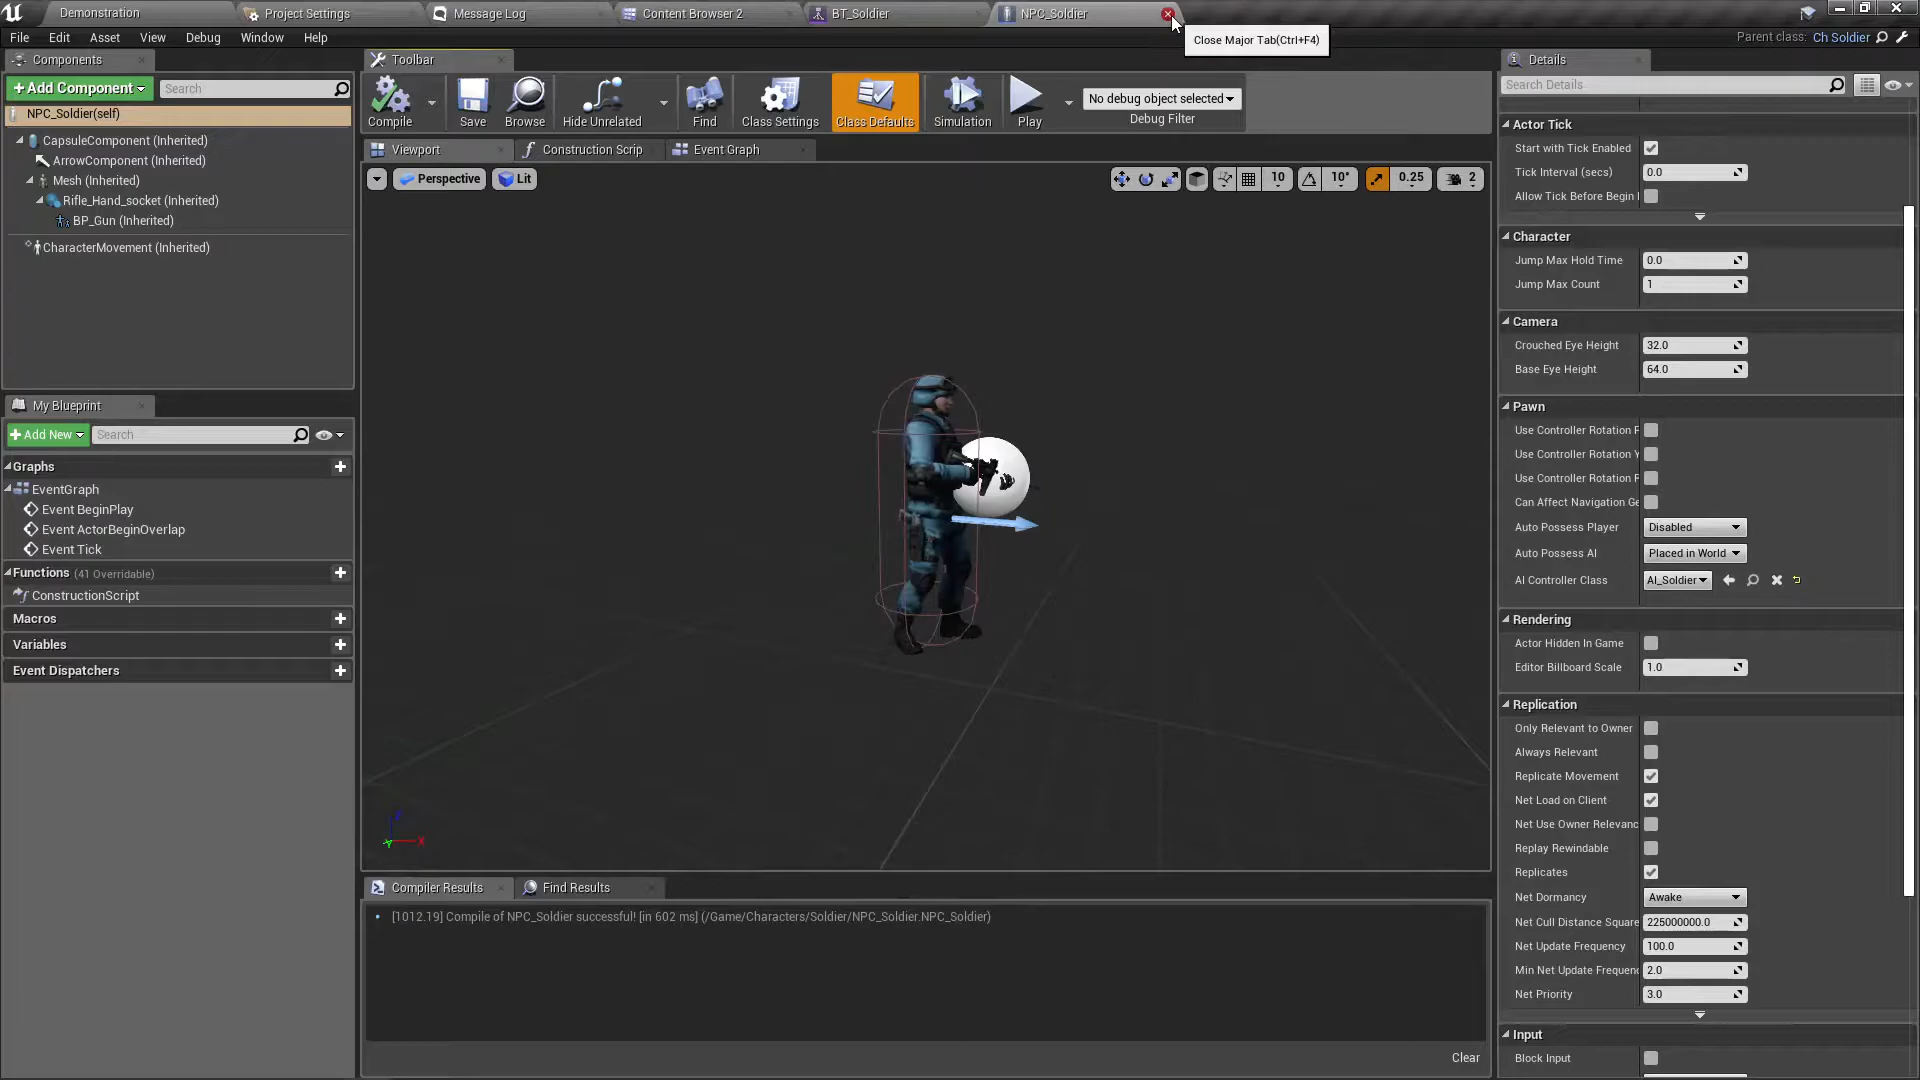 Demonstration
Project Settings
Message Log
Content Browser 2
BT_Soldier
NPC_Soldier
Close Major Tab(Ctrl+F4)
File Edit Asset View Debug Window Help
Parent class: Ch Soldier
Components
+Add Component
Search
NPC_Soldier(self)
CapsuleComponent (Inherited)
ArrowComponent (Inherited)
Mesh (Inherited)
Rifle_Hand_socket (Inherited)
BP_Gun (Inherited)
CharacterMovement (Inherited)
My Blueprint
+Add New
Search
Graphs
EventGraph
Event BeginPlay
Event ActorBeginOverlap
Event Tick
Functions (41 Overridable)
ConstructionScript
Macros
Variables
Event Dispatchers
Toolbar
Compile
Save
Browse
Hide Unrelated
Find
Class Settings
Class Defaults
Simulation
Play
No debug object selected
Debug Filter
Viewport
Construction Scrip
Event Graph
Perspective
Lit
10
10°
0.25
2
Z
X
Y
Compiler Results
Find Results
• [1012.19] Compile of NPC_Soldier successful! [in 602 ms] (/Game/Characters/Soldier/NPC_Soldier.NPC_Soldier)
Clear
Details
Search Details
Actor Tick
Start with Tick Enabled
Tick Interval (secs) 0.0
Allow Tick Before Begin
Character
Jump Max Hold Time 0.0
Jump Max Count 1
Camera
Crouched Eye Height 32.0
Base Eye Height 64.0
Pawn
Use Controller Rotation P
Use Controller Rotation Y
Use Controller Rotation R
Can Affect Navigation Ge
Auto Possess Player Disabled
Auto Possess AI Placed in World
AI Controller Class AI_Soldier
Rendering
Actor Hidden In Game
Editor Billboard Scale 1.0
Replication
Only Relevant to Owner
Always Relevant
Replicate Movement
Net Load on Client
Net Use Owner Relevanc
Replay Rewindable
Replicates
Net Dormancy Awake
Net Cull Distance Square 225000000.0
Net Update Frequency 100.0
Min Net Update Frequenc 2.0
Net Priority 3.0
Input
Block Input